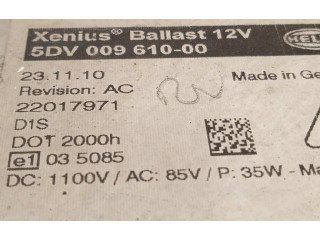 Xenius® Ballast 12V
5DV 009 610-00
HELL
23.11.10
Made in Ge
Revision: AC
22017971
D1S
DOT 2000h
e1 03 5085
DC: 1100V / AC: 85V / P: 35W - Ma